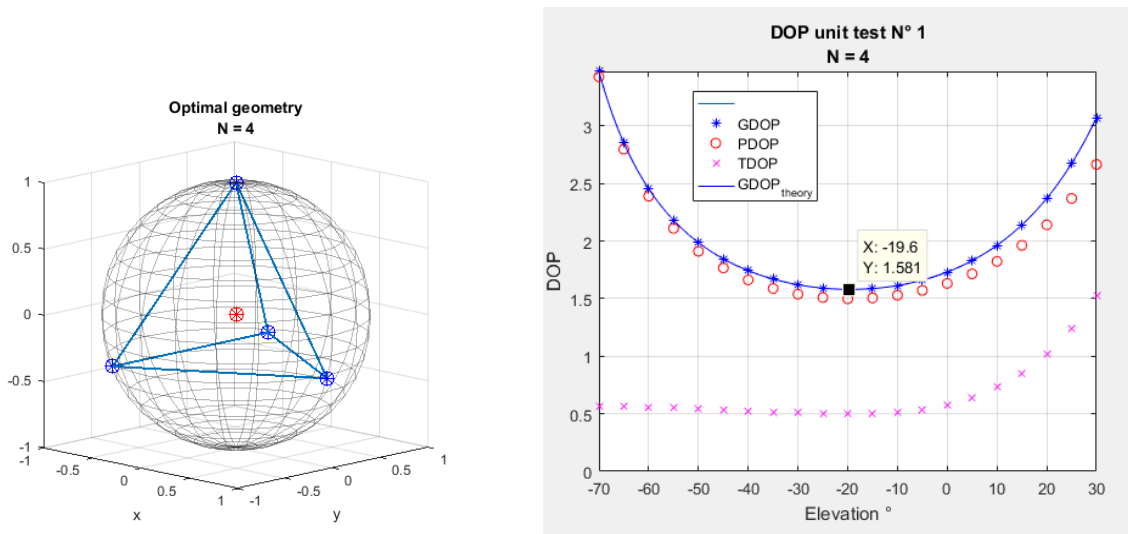 Optimal geometry
N = 4
1
0.5
0
-0.5
-1
-1
-0.5
0
0.5
1
x
-1
-0.5
0
0.5
1
y
DOP unit test N° 1
N = 4
GDOP
PDOP
TDOP
GDOP theory
X: -19.6
Y: 1.581
DOP
3
2.5
2
1.5
1
0.5
0
-70 -60 -50 -40 -30 -20 -10 0 10 20 30
Elevation °